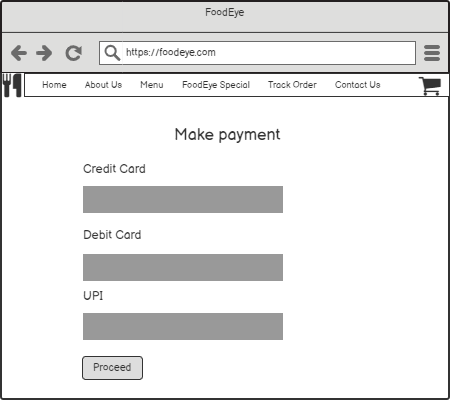 FoodEye
https://foodeye.com
Home About Us Menu FoodEye Special Track Order Contact Us
Make payment
Credit Card
Debit Card
UPI
Proceed